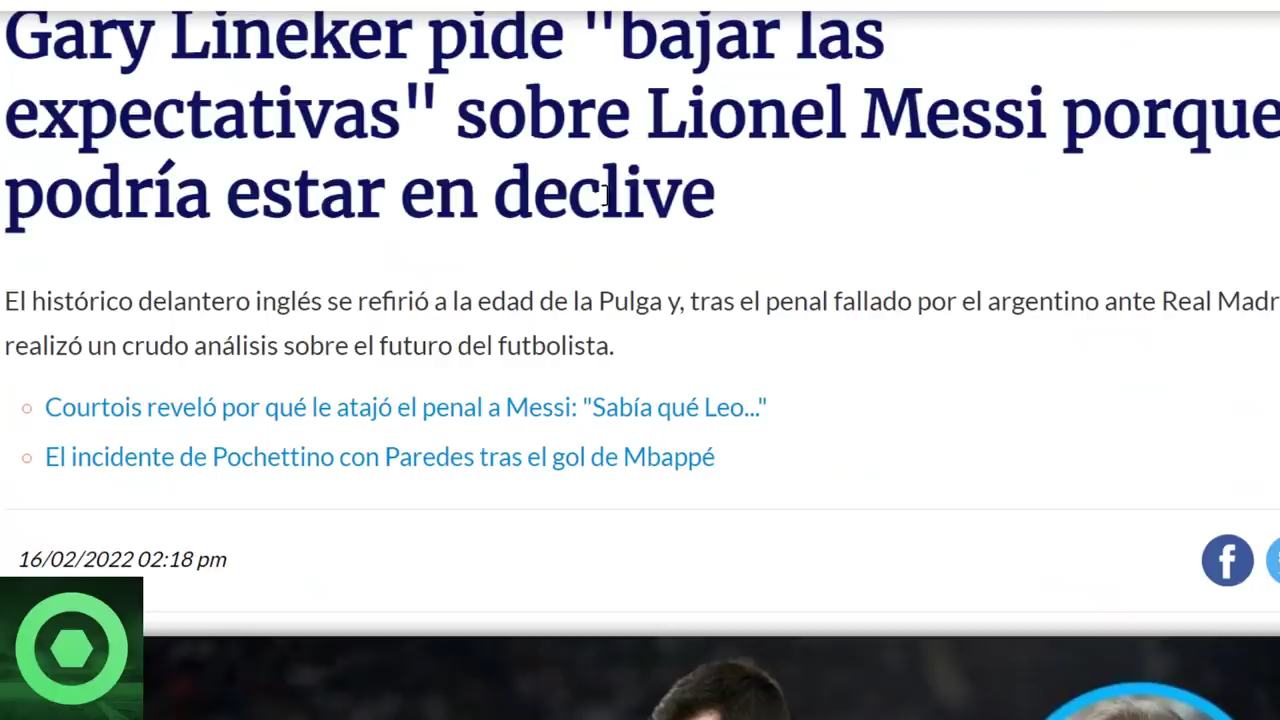 Gary Lineker pide "bajar las
expectativas" sobre Lionel Messi porque
podría estar en declive
El histórico delantero inglés se refirió a la edad de la Pulga y, tras el penal fallado por el argentino ante Real Madr
realizó un crudo análisis sobre el futuro del futbolista.
Courtois reveló por qué le atajó el penal a Messi: "Sabía qué Leo..."
El incidente de Pochettino con Paredes tras el gol de Mbappé
16/02/2022 02:18 pm